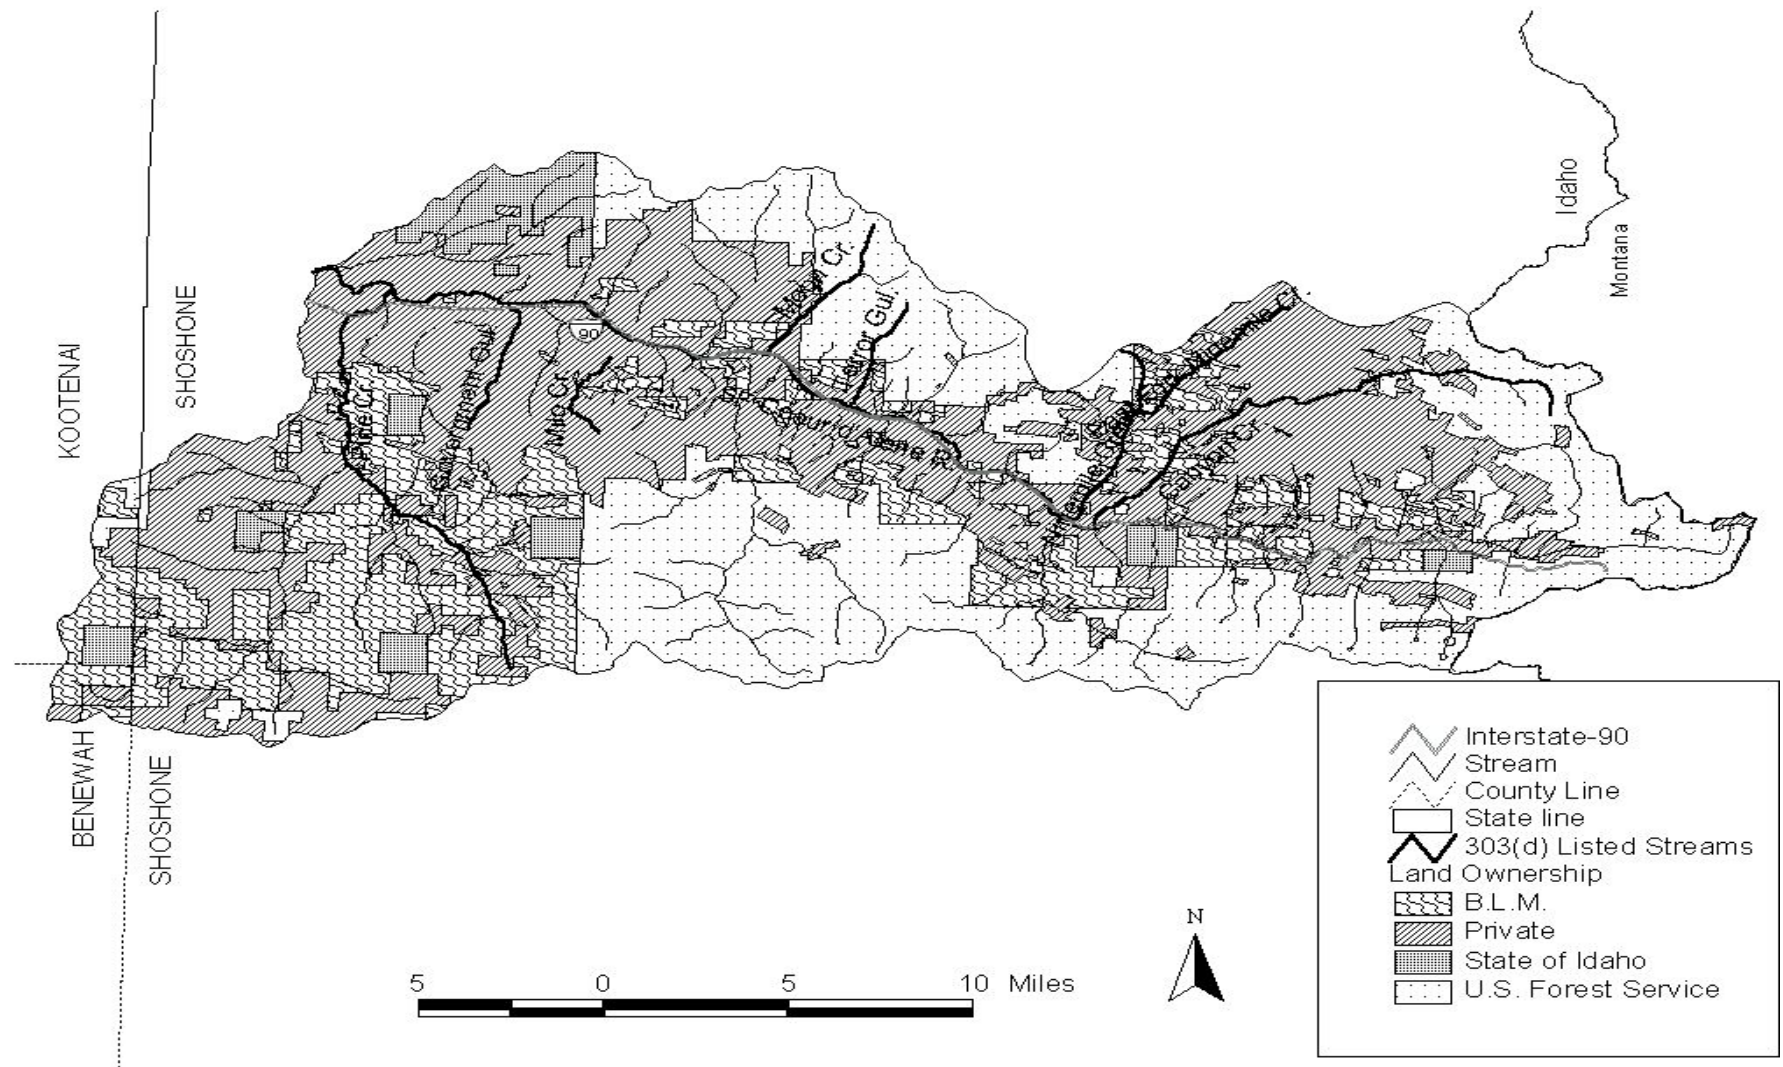 Idaho
Montana
KOOTENAI
SHOSHONE
Moon Cr.
Gul.
90
Pine Cr.
Government Gul
Milo Cr.
Coeur d'Alene R.
Canyon Cr.
BENEWAH
SHOSHONE
Interstate-90
Stream
County Line
State line
303(d) Listed Streams
Land Ownership
B.L.M.
Private
State of Idaho
U.S. Forest Service
N
5 0 5 10 Miles